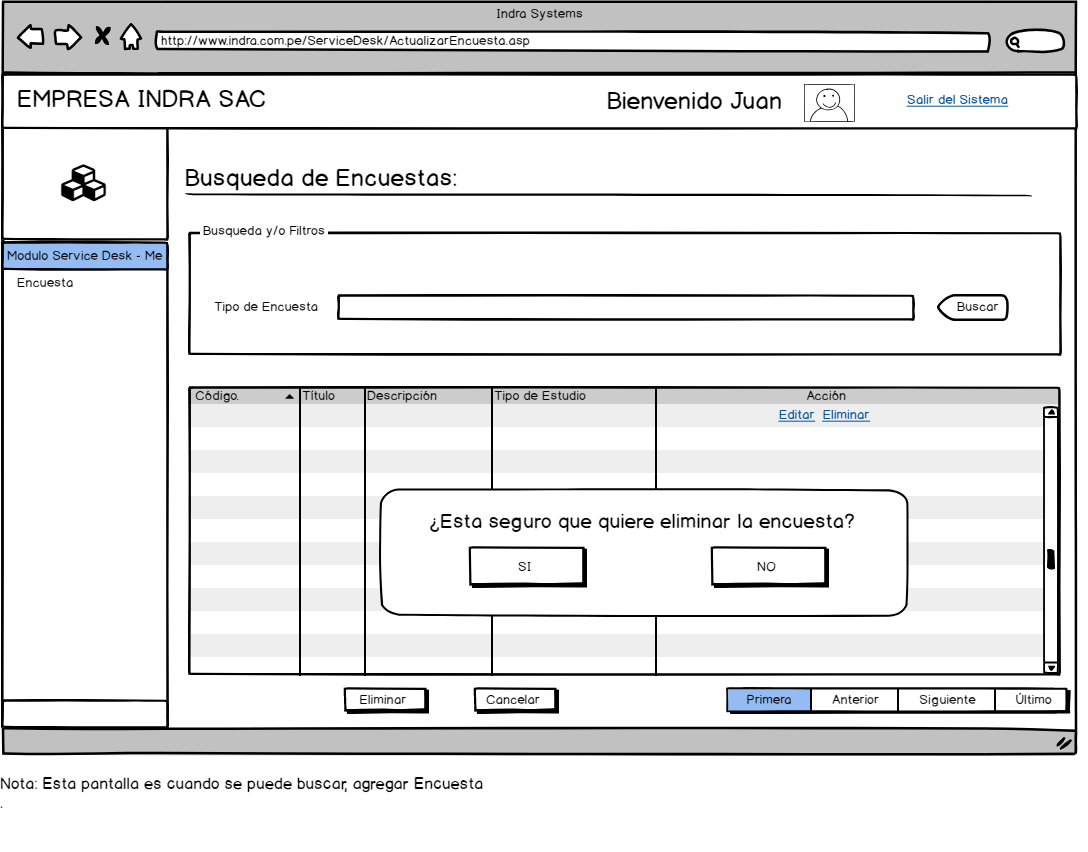 Indra Systems
http://www.indra.com.pe/ServiceDesk/ActualizarEncuesta.asp
EMPRESA INDRA SAC
Bienvenido Juan
Salir del Sistema
Busqueda de Encuestas:
Modulo Service Desk - Me
Encuesta
Busqueda y/o Filtros
Tipo de Encuesta
Buscar
Código. Título Descripción Tipo de Estudio Acción
Editar Eliminar
¿Esta seguro que quiere eliminar la encuesta?
SI NO
Eliminar Cancelar Primera Anterior Siguiente Último
Nota: Esta pantalla es cuando se puede buscar, agregar Encuesta
.